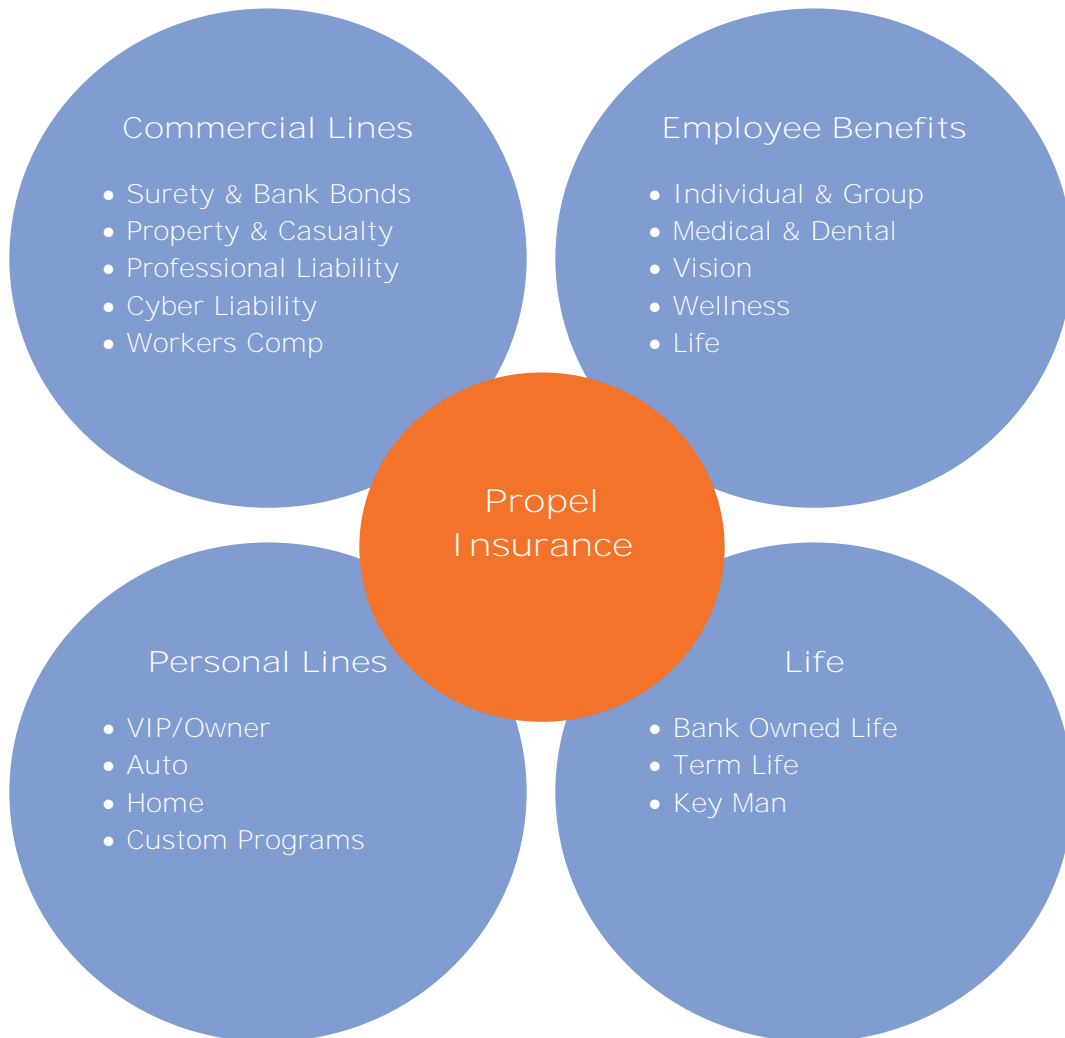 Commercial Lines
• Surety & Bank Bonds
• Property & Casualty
• Professional Liability
• Cyber Liability
• Workers Comp
Employee Benefits
• Individual & Group
• Medical & Dental
• Vision
• Wellness
• Life
Propel
Insurance
Personal Lines
• VIP/Owner
• Auto
• Home
• Custom Programs
Life
• Bank Owned Life
• Term Life
• Key Man